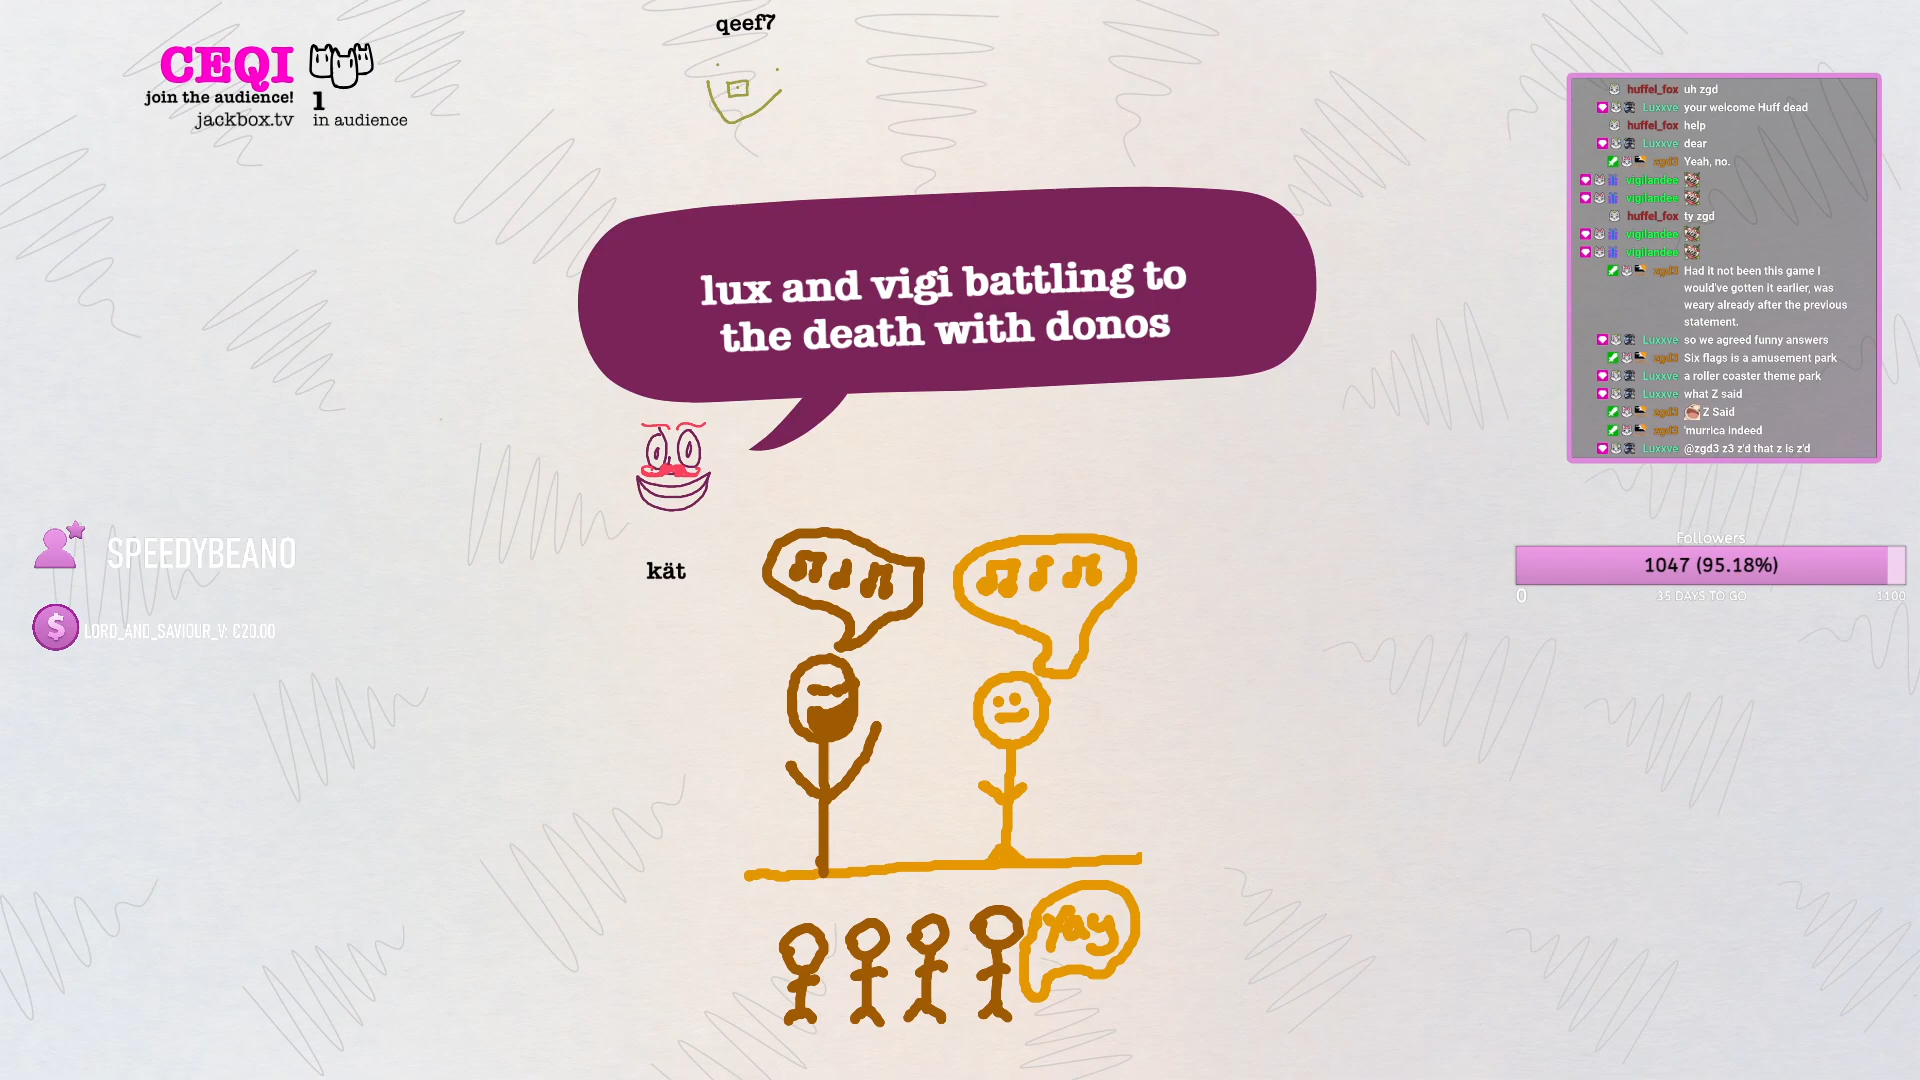 qeef7
CEQI
join the audience!
jackbox.tv
1
in audience
lux and vigi battling to
the death with donos
kät
Yay
SPEEDYBEANO
$
LORD_AND_SAVIOUR_V: €20.00
huffel_fox uh zgd
Luxxve your welcome Huff dead
huffel_fox help
Luxxve dear
zgd3 Yeah, no.
vigilandee
vigilandee
huffel_fox ty zgd
vigilandee
vigilandee
zgd3 Had it not been this game I
would've gotten it earlier, was
weary already after the previous
statement.
Luxxve so we agreed funny answers
zgd3 Six flags is a amusement park
Luxxve a roller coaster theme park
Luxxve what Z said
zgd3 Z Said
zgd3 'murrica indeed
Luxxve @zgd3 z3 z'd that z is z'd
Followers
1047 (95.18%)
0 35 DAYS TO GO 1100